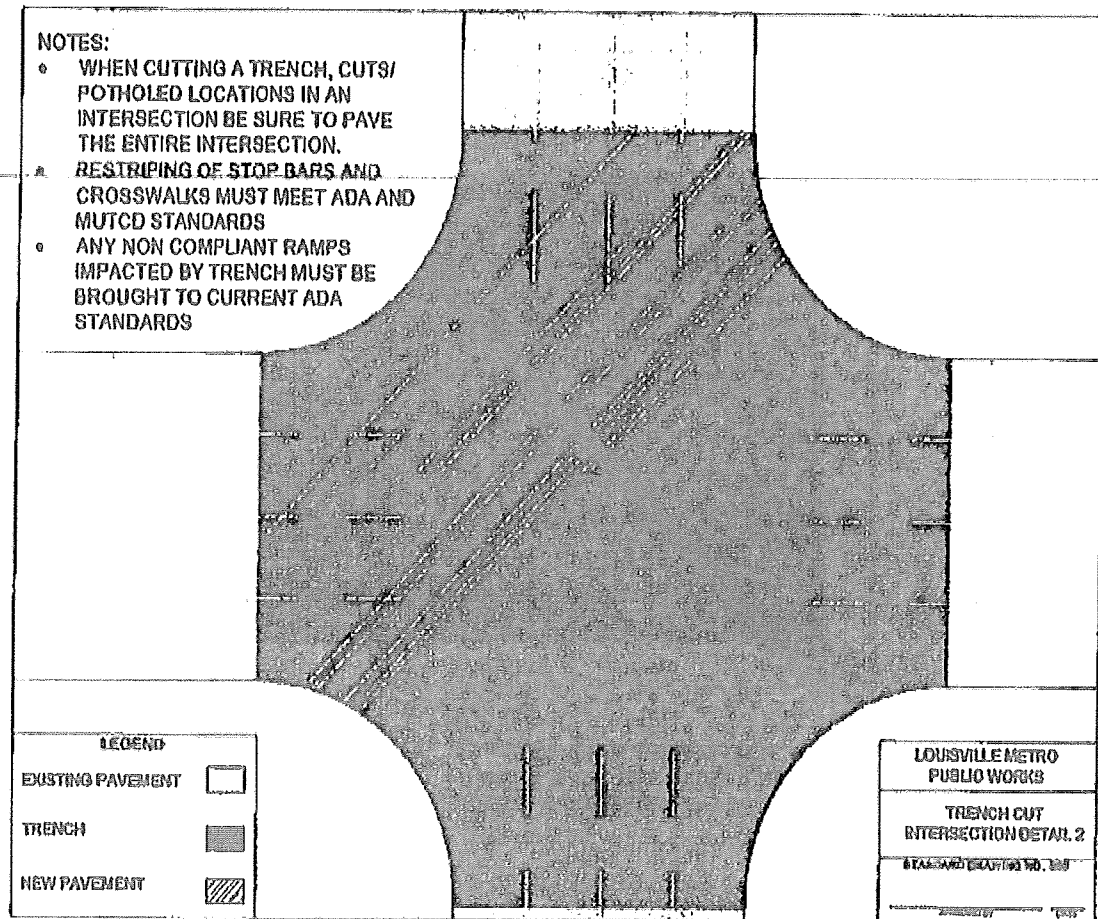 NOTES:
• WHEN CUTTING A TRENCH, CUTS/
POTHOLED LOCATIONS IN AN
INTERSECTION BE SURE TO PAVE
THE ENTIRE INTERSECTION.
• RESTRIPING OF STOP BARS AND
CROSSWALKS MUST MEET ADA AND
MUTCD STANDARDS
• ANY NON COMPLIANT RAMPS
IMPACTED BY TRENCH MUST BE
BROUGHT TO CURRENT ADA
STANDARDS
LEGEND
EXISTING PAVEMENT
TRENCH
NEW PAVEMENT
LOUISVILLE METRO
PUBLIC WORKS
TRENCH CUT
INTERSECTION DETAIL 2
STANDARD DRAWING NO.